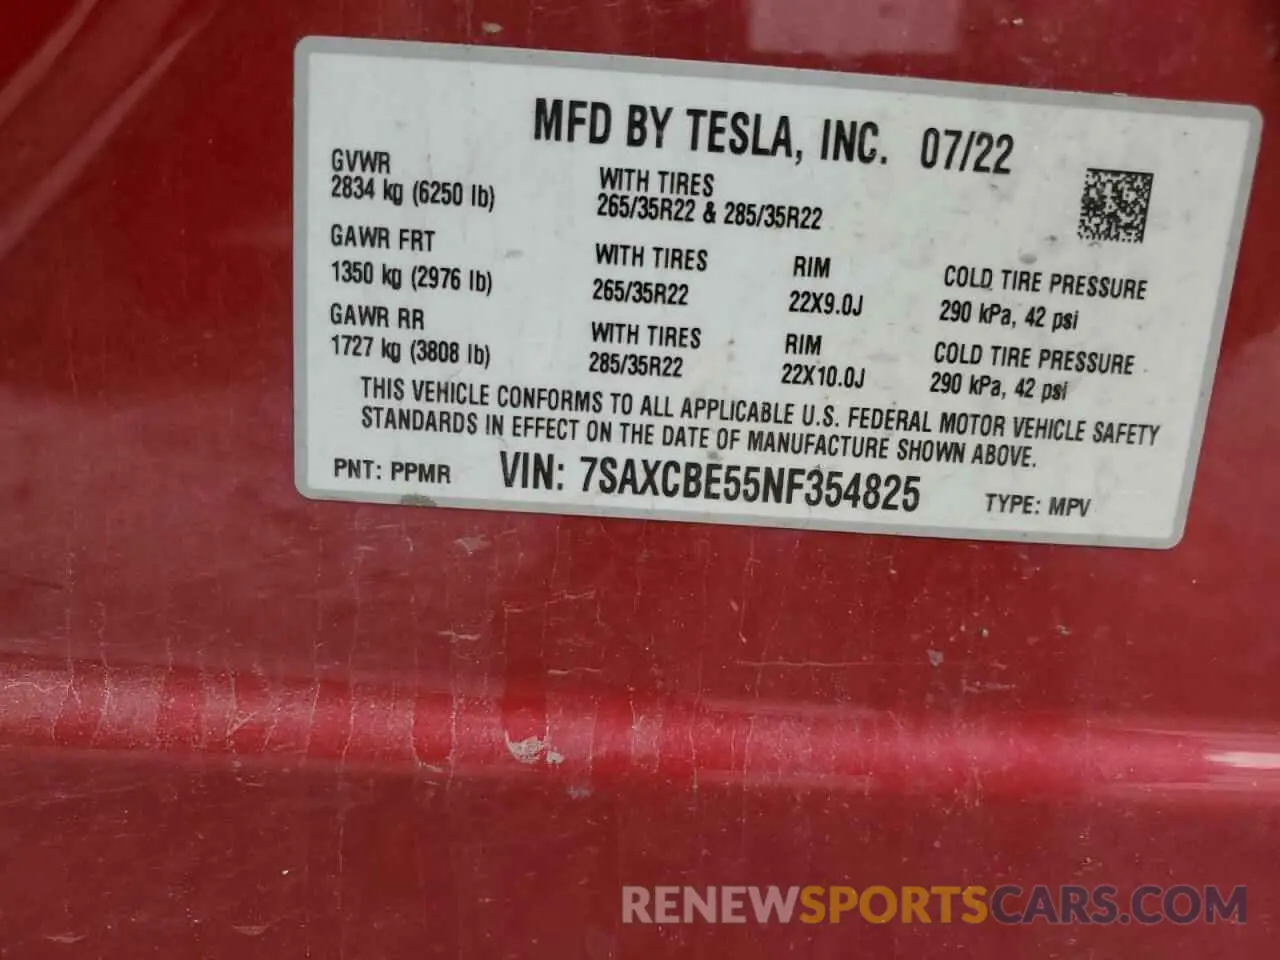 MFD BY TESLA, INC. 07/22
GVWR
2834 kg (6250 lb)
WITH TIRES
265/35R22 & 285/35R22
GAWR FRT
1350 kg (2976 lb)
WITH TIRES
265/35R22
RIM
22X9.0J
COLD TIRE PRESSURE
290 kPa, 42 psi
GAWR RR
1727 kg (3808 lb)
WITH TIRES
285/35R22
RIM
22X10.0J
COLD TIRE PRESSURE
290 kPa, 42 psi
THIS VEHICLE CONFORMS TO ALL APPLICABLE U.S. FEDERAL MOTOR VEHICLE SAFETY
STANDARDS IN EFFECT ON THE DATE OF MANUFACTURE SHOWN ABOVE.
PNT: PPMR VIN: 7SAXCBE55NF354825 TYPE: MPV
RENEWSPORTSCARS.COM